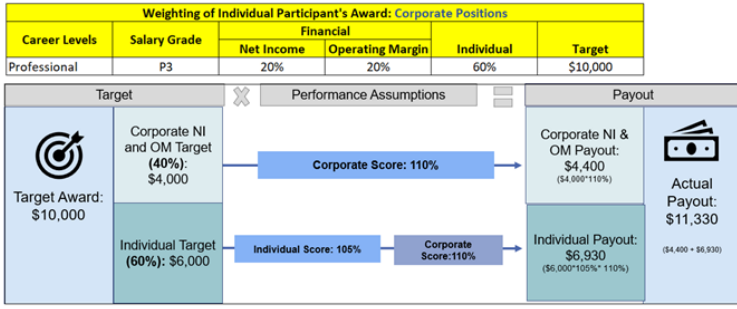 Weighting of Individual Participant's Award: Corporate Positions
Career Levels
Salary Grade
Financial
Net Income
Operating Margin
Individual
Target
Professional
P3
20%
20%
60%
$10,000
Target
Performance Assumptions
Payout
Target Award:
$10,000
Corporate NI
and OM Target
(40%):
$4,000
Corporate Score: 110%
Corporate NI &
OM Payout:
$4,400
($4,000*110%)
Individual Target
(60%): $6,000
Individual Score: 105%
Corporate
Score:110%
Individual Payout:
$6,930
($6,000*105%* 110%)
Actual
Payout:
$11,330
($4,400 + $6,930)